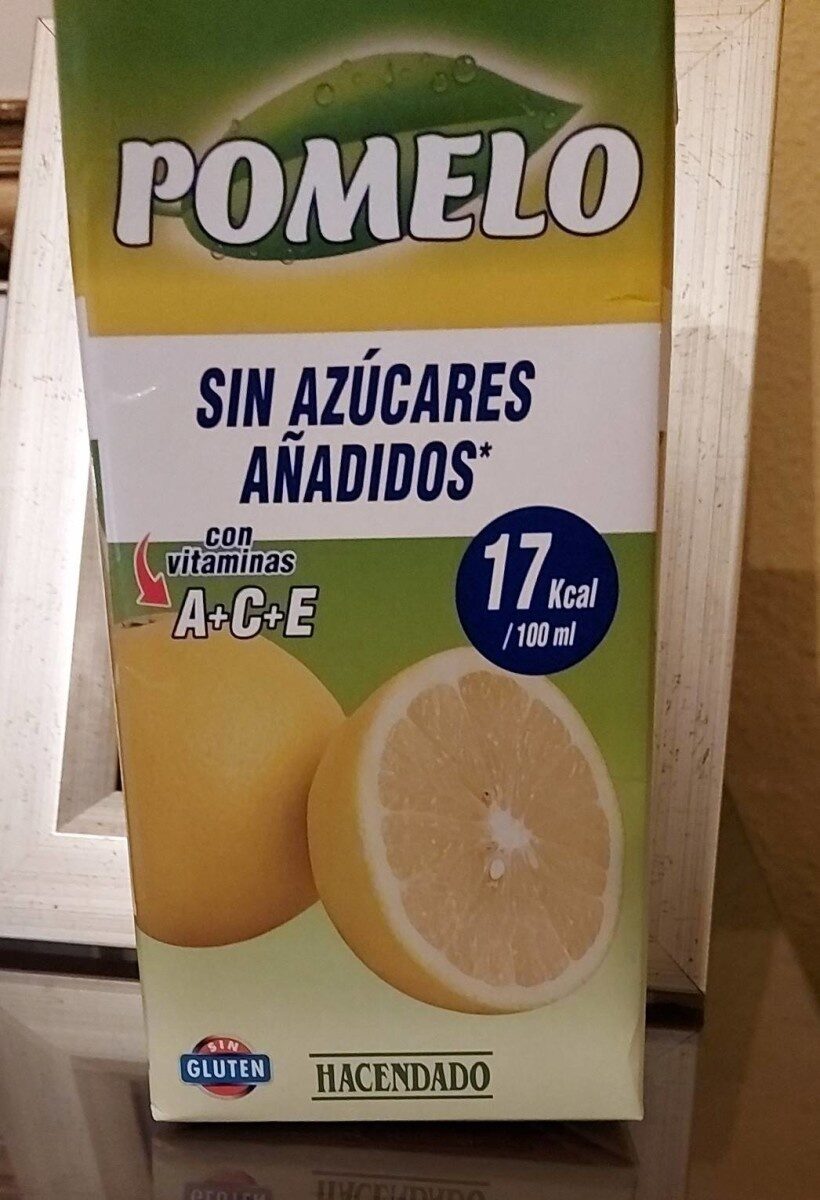 POMELO
SIN AZÚCARES
AÑADIDOS*
con
vitaminas
A+C+E
17 Kcal
/ 100 ml
SIN
GLUTEN
HACENDADO